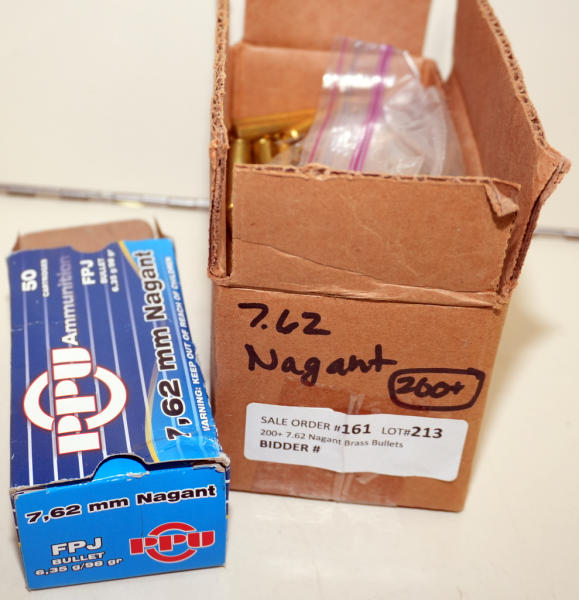 50
CARTRIDGES
FPJ
BULLET
6,35 g/98 gr
PPU Ammunition
7,62 mm Nagant
WARNING: KEEP OUT OF REACH OF CHILDREN
7,62 mm Nagant
FPJ
BULLET
6,35 g/98 gr
PPU
7.62
Nagant
200+
SALE ORDER #161 LOT#213
200+ 7.62 Nagant Brass Bullets
BIDDER #